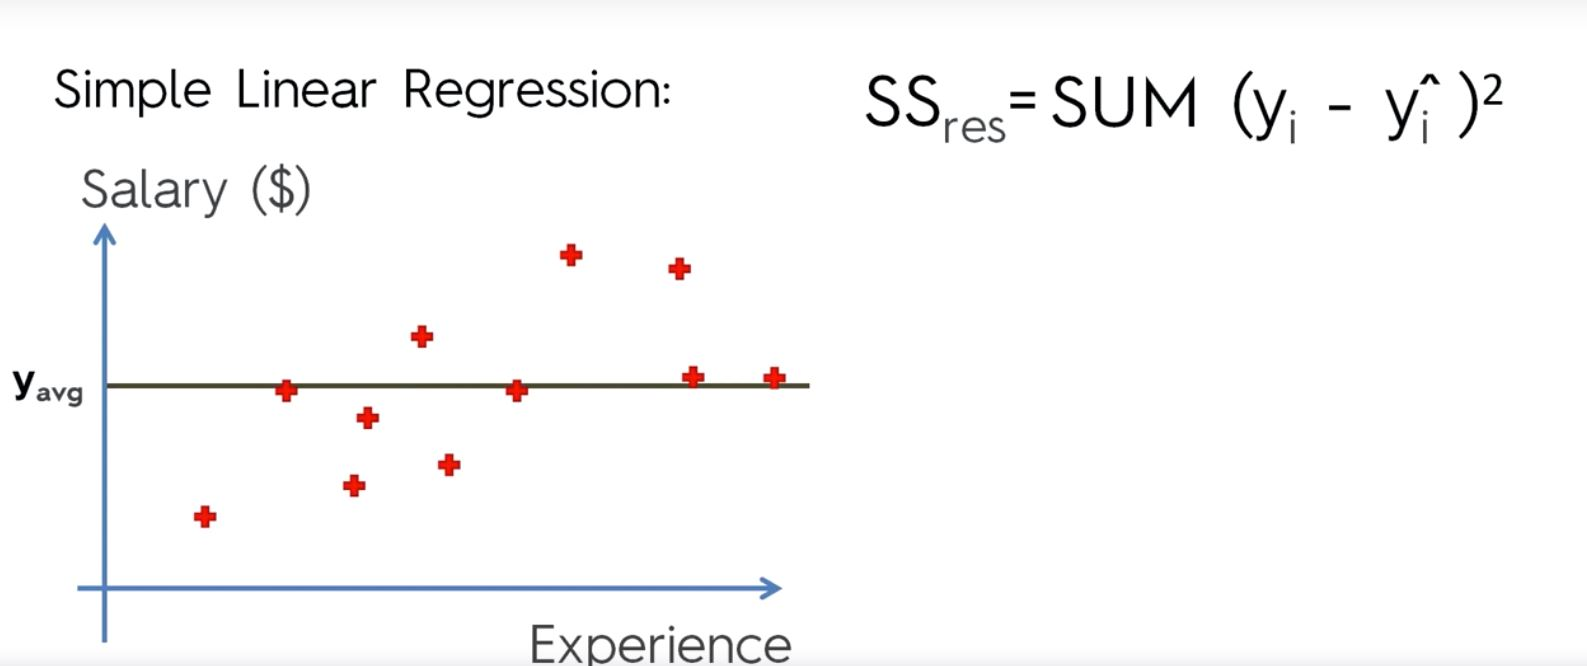 Simple Linear Regression:
SSres = SUM (yi - yi^ )²
Salary ($)
yavg
Experience